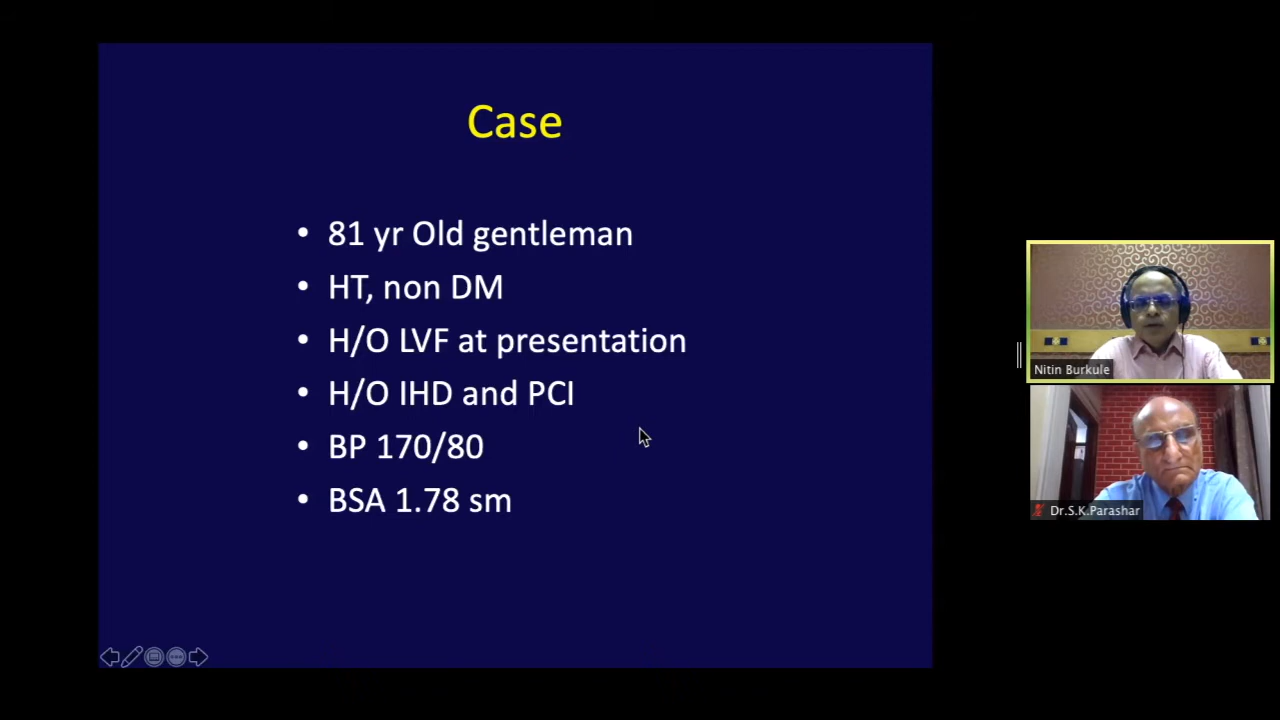 Case
• 81 yr Old gentleman
• HT, non DM
• H/O LVF at presentation
• H/O IHD and PCI
• BP 170/80
• BSA 1.78 sm
Nitin Burkule
Dr.S.K.Parashar